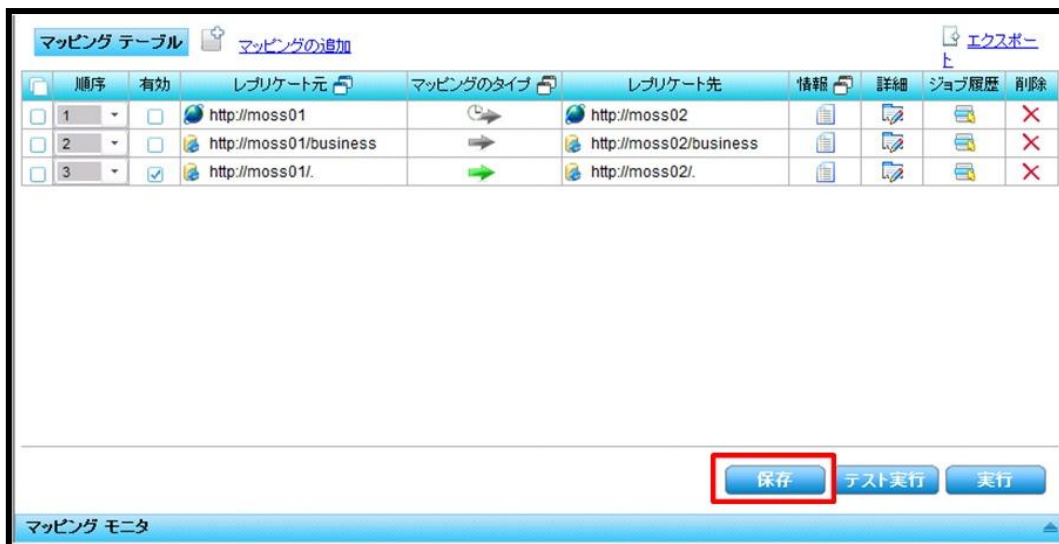 マッピング テーブル マッピングの追加 エクスポー
ト
順序 有効 レプリケート元 マッピングのタイプ レプリケート先 情報 詳細 ジョブ履歴 削除
1 http://moss01 http://moss02
2 http://moss01/business http://moss02/business
3 http://moss01/. http://moss02/.
保存 テスト実行 実行
マッピング モニタ